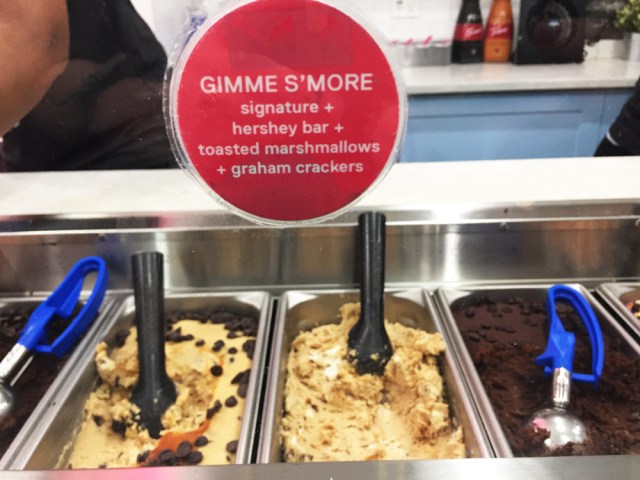 GIMME S'MORE
signature +
hershey bar +
toasted marshmallows
+ graham crackers